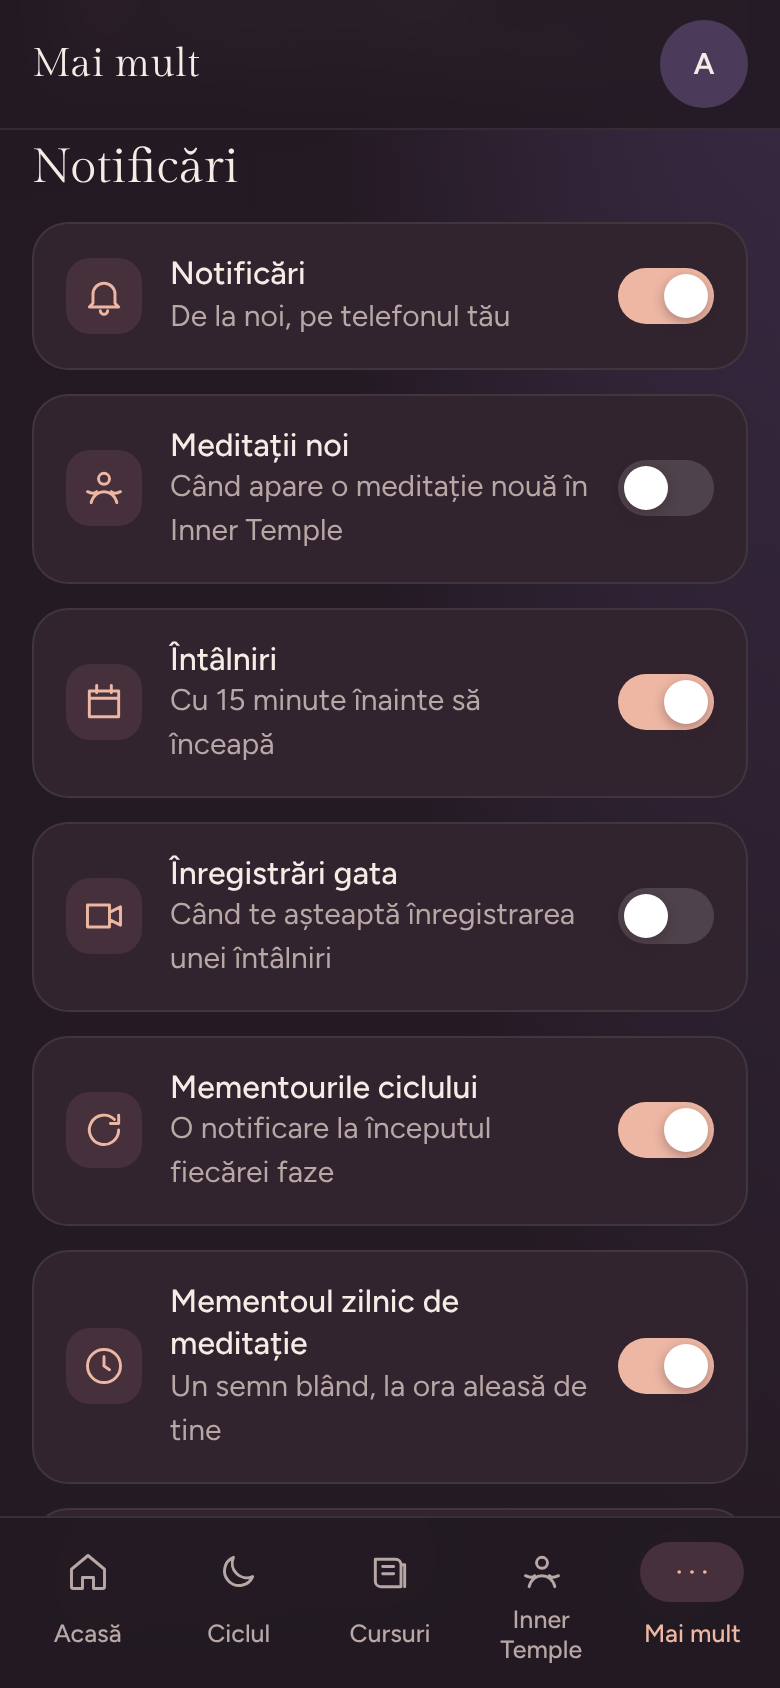 Mai mult
A
Notificări
Notificări
De la noi, pe telefonul tău
Meditații noi
Când apare o meditație nouă în
Inner Temple
Întâlniri
Cu 15 minute înainte să
înceapă
Înregistrări gata
Când te așteaptă înregistrarea
unei întâlniri
Mementourile ciclului
O notificare la începutul
fiecărei faze
Mementoul zilnic de
meditație
Un semn blând, la ora aleasă de
tine
Acasă
Ciclul
Cursuri
Inner
Temple
Mai mult